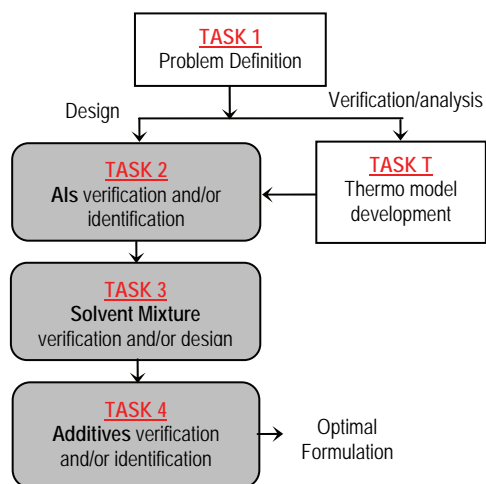 TASK 1
Problem Definition
Design
Verification/analysis
TASK 2
AIs verification and/or
identification
TASK T
Thermo model
development
TASK 3
Solvent Mixture
verification and/or design
TASK 4
Additives verification
and/or identification
Optimal
Formulation